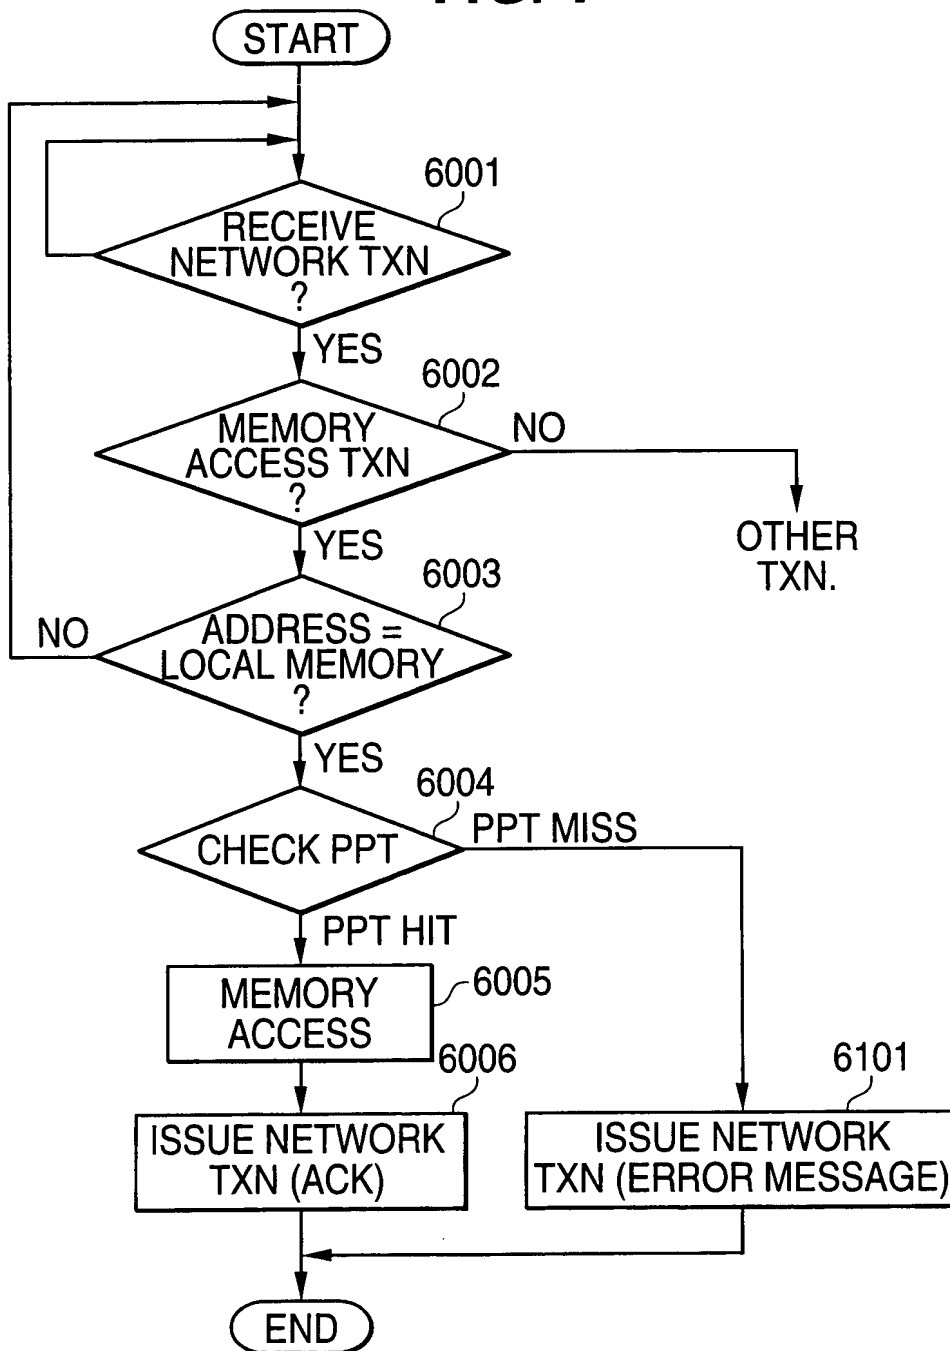 START
6001
RECEIVE
NETWORK TXN
?
YES
6002
MEMORY
ACCESS TXN
?
NO
YES
OTHER
TXN.
6003
NO
ADDRESS =
LOCAL MEMORY
?
YES
6004
CHECK PPT
PPT MISS
PPT HIT
MEMORY
ACCESS
6005
6006
6101
ISSUE NETWORK
TXN (ACK)
ISSUE NETWORK
TXN (ERROR MESSAGE)
END